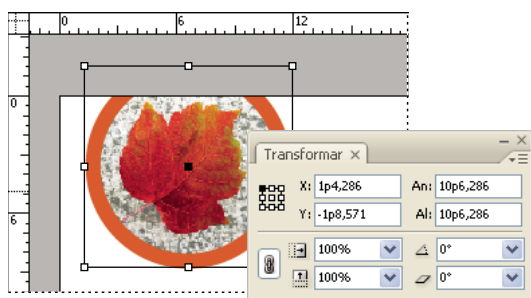 0 6 12
0
6
Transformar ×
X: 1p4,286 An: 10p6,286
Y: -1p8,571 Al: 10p6,286
100% 0°
100% 0°